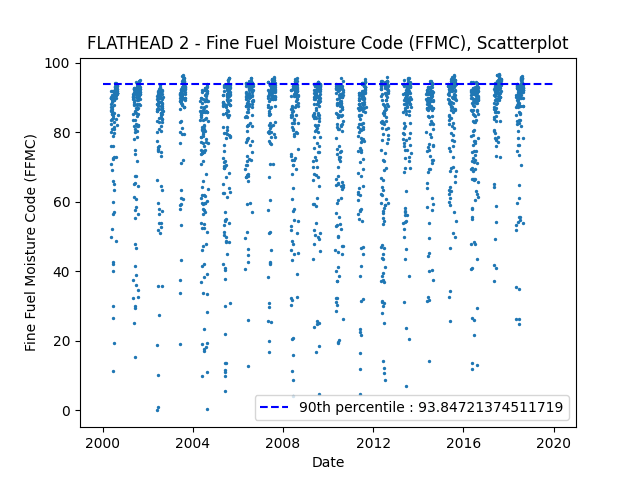 FLATHEAD 2 - Fine Fuel Moisture Code (FFMC), Scatterplot
100
80
60
40
20
0
Fine Fuel Moisture Code (FFMC)
90th percentile : 93.84721374511719
2000 2004 2008 2012 2016 2020
Date